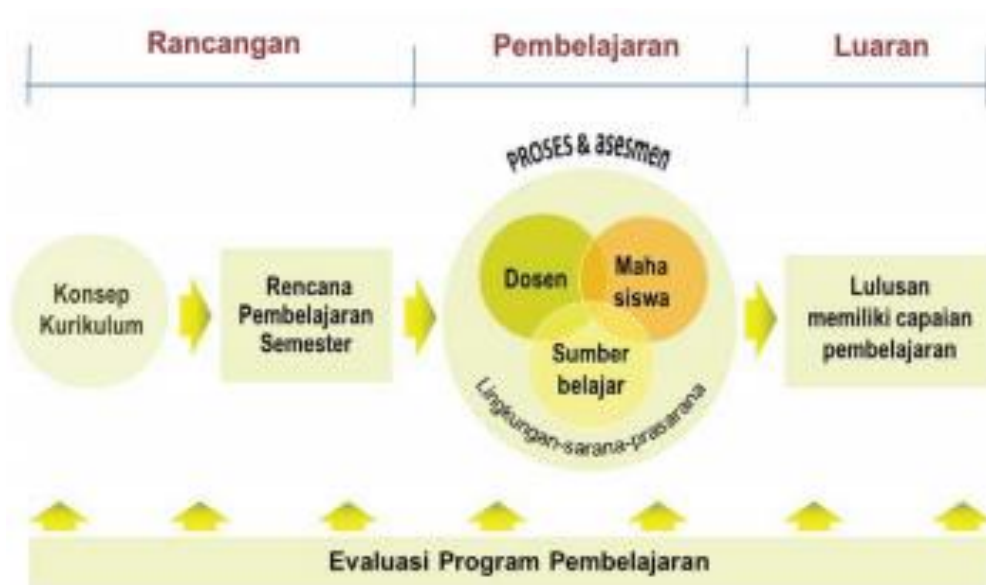 Rancangan
Pembelajaran
Luaran
PROSES & asesmen
Konsep
Kurikulum
Rencana
Pembelajaran
Semester
Dosen
Maha
siswa
Sumber
belajar
Lingkungan-sarana-prasarana
Lulusan
memiliki capaian
pembelajaran
Evaluasi Program Pembelajaran